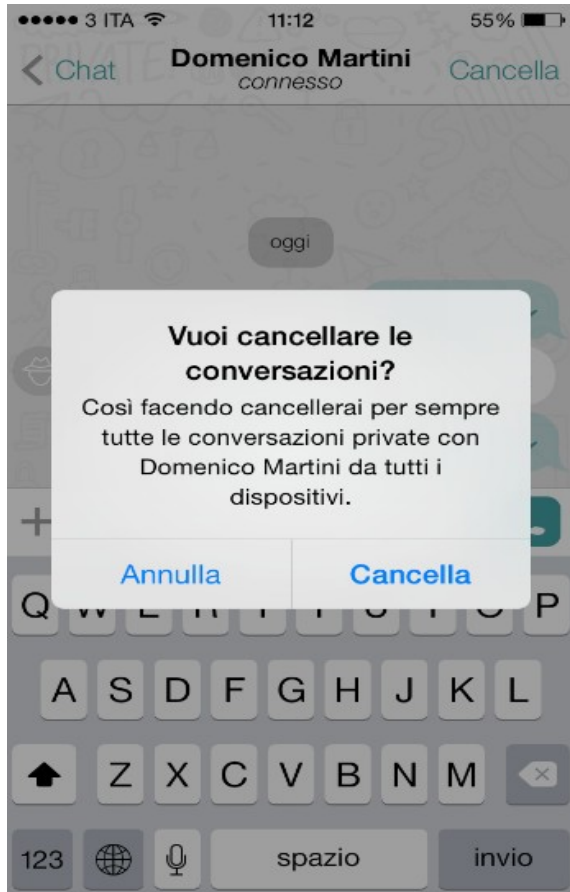 3 ITA 11:12 55%
Chat Domenico Martini Cancella
connesso
oggi
Vuoi cancellare le
conversazioni?
Così facendo cancellerai per sempre
tutte le conversazioni private con
Domenico Martini da tutti i
dispositivi.
Annulla Cancella
Q W E R T Y U I O P
A S D F G H J K L
Z X C V B N M
123 spazio invio